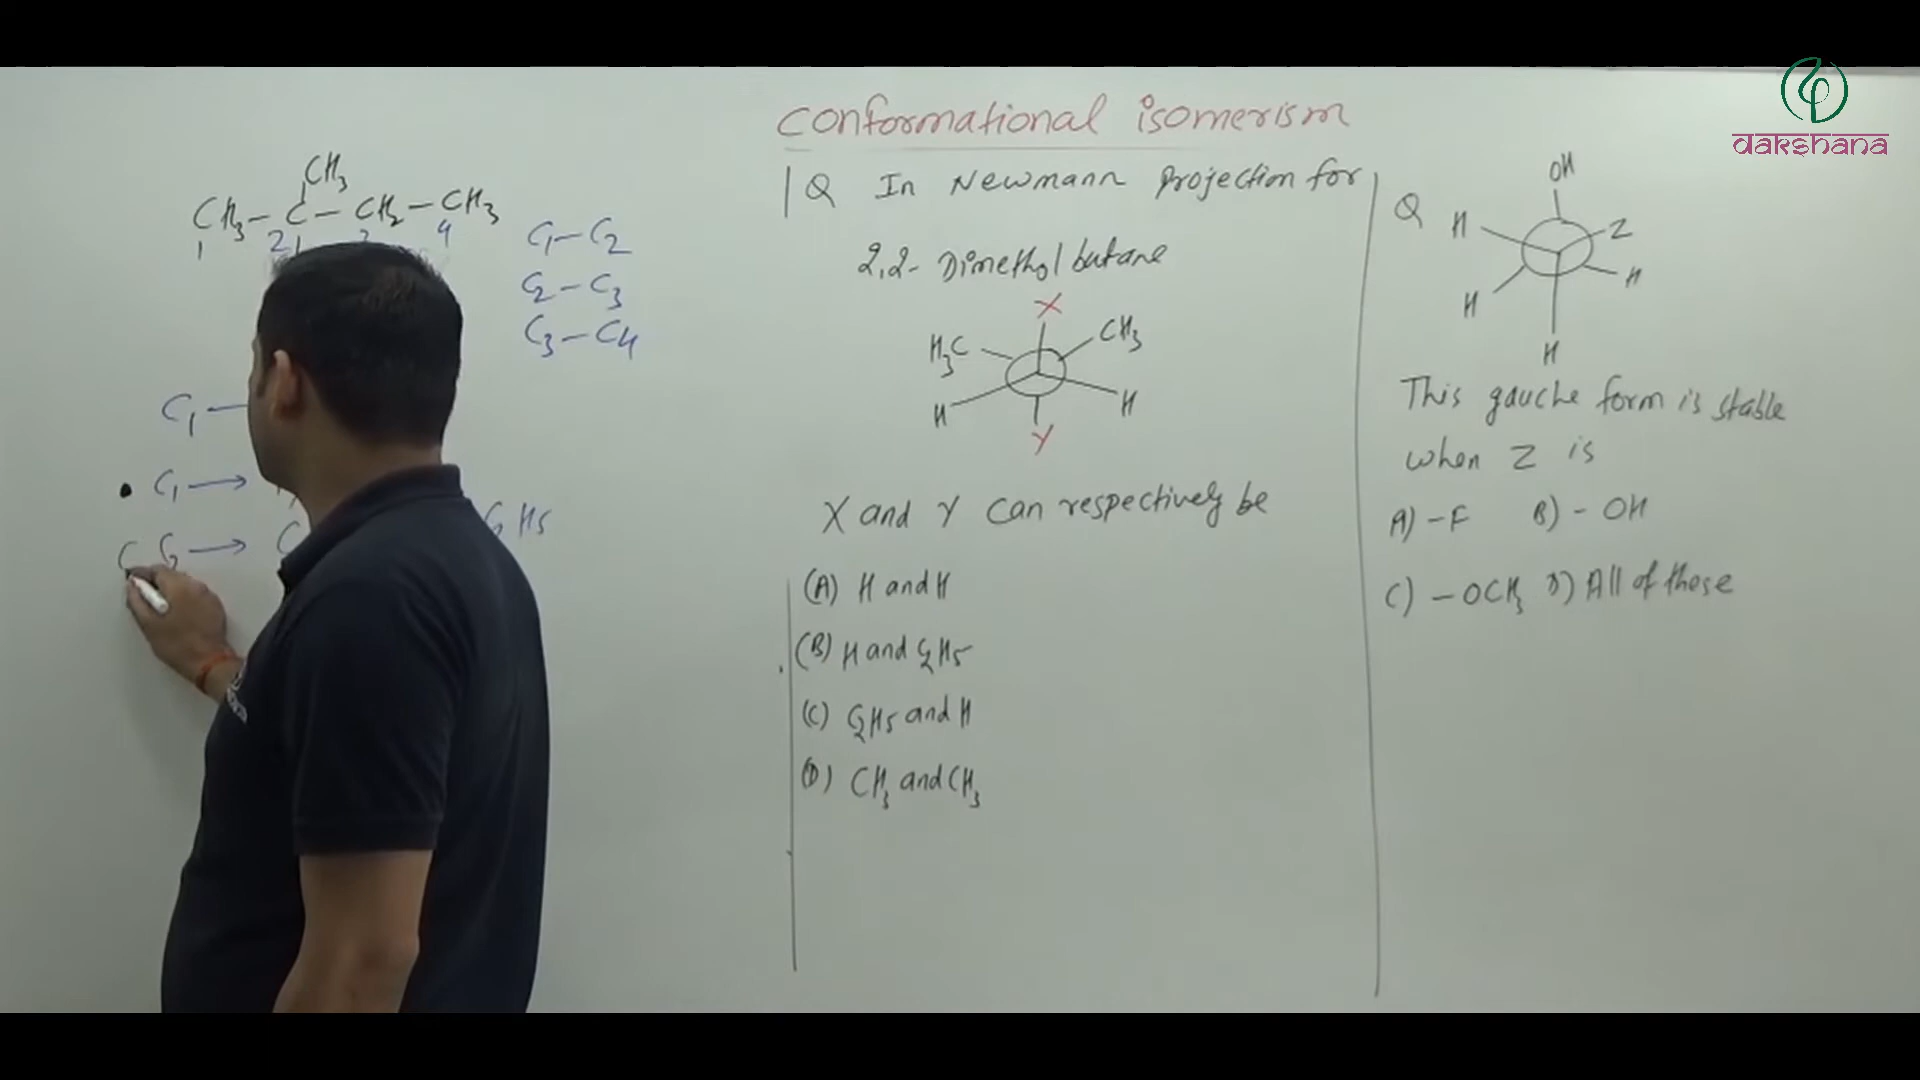 dakshana
conformational isomerism
CH3
CH3 - C - CH2 - CH3
1 2 4
C1 - C2
C2 - C3
C3 - C4
C1 -
C1 →
C2 →
C2H5
Q In Newmann projection for
2,2- Dimethyl butane
X
H3C CH3
H H
Y
X and Y can respectively be
(A) H and H
(B) H and C2H5
(C) C2H5 and H
(D) CH3 and CH3
Q
OH
H Z
H H
H
This gauche form is stable
when Z is
A) -F B) -OH
C) -OCH3 D) All of these